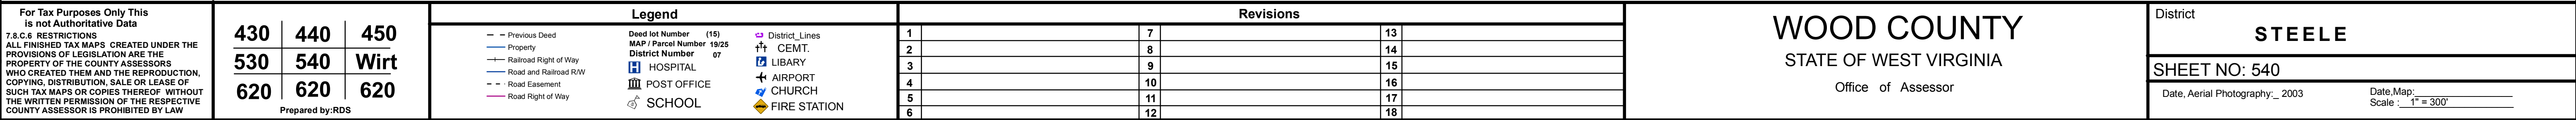 For Tax Purposes Only This
is not Authoritative Data
7.8.C.6 RESTRICTIONS
ALL FINISHED TAX MAPS CREATED UNDER THE
PROVISIONS OF LEGISLATION ARE THE
PROPERTY OF THE COUNTY ASSESSORS
WHO CREATED THEM AND THE REPRODUCTION,
COPYING, DISTRIBUTION, SALE OR LEASE OF
SUCH TAX MAPS OR COPIES THEREOF WITHOUT
THE WRITTEN PERMISSION OF THE RESPECTIVE
COUNTY ASSESSOR IS PROHIBITED BY LAW
430 440 450
530 540 Wirt
620 620 620
Prepared by:RDS
Legend
Previous Deed
Property
Railroad Right of Way
Road and Railroad R/W
Road Easement
Road Right of Way
Deed lot Number (15)
MAP / Parcel Number 19/25
District Number 07
HOSPITAL
POST OFFICE
SCHOOL
District_Lines
CEMT.
LIBARY
AIRPORT
CHURCH
FIRE STATION
Revisions
1 7 13
2 8 14
3 9 15
4 10 16
5 11 17
6 12 18
WOOD COUNTY
STATE OF WEST VIRGINIA
Office of Assessor
District
STEELE
SHEET NO: 540
Date, Aerial Photography:_ 2003
Date,Map:
Scale : 1" = 300'